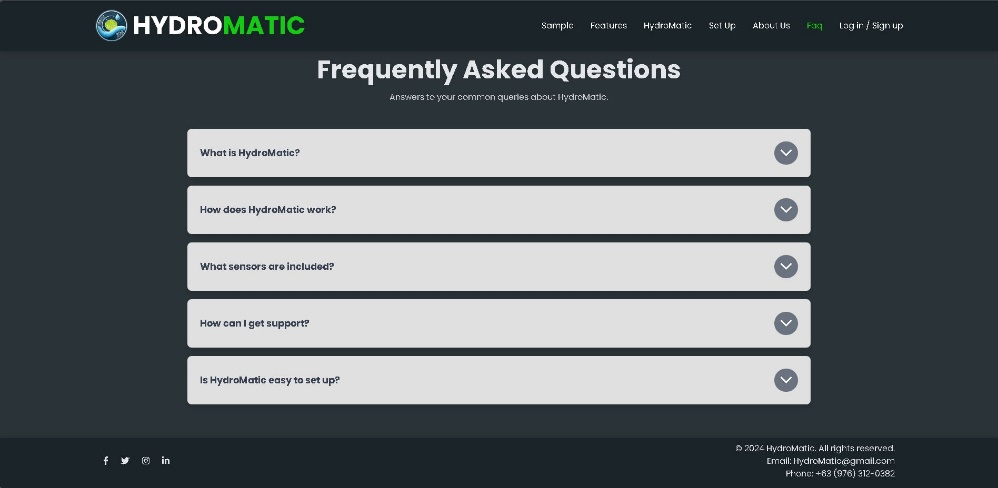 HYDROMATIC
Sample Features HydroMatic Set Up About Us Faq Log in / Sign up
Frequently Asked Questions
Answers to your common queries about HydroMatic.
What is HydroMatic?
How does HydroMatic work?
What sensors are included?
How can I get support?
Is HydroMatic easy to set up?
© 2024 HydroMatic. All rights reserved.
Email: HydroMatic@gmail.com
Phone: +63 (976) 312-0382